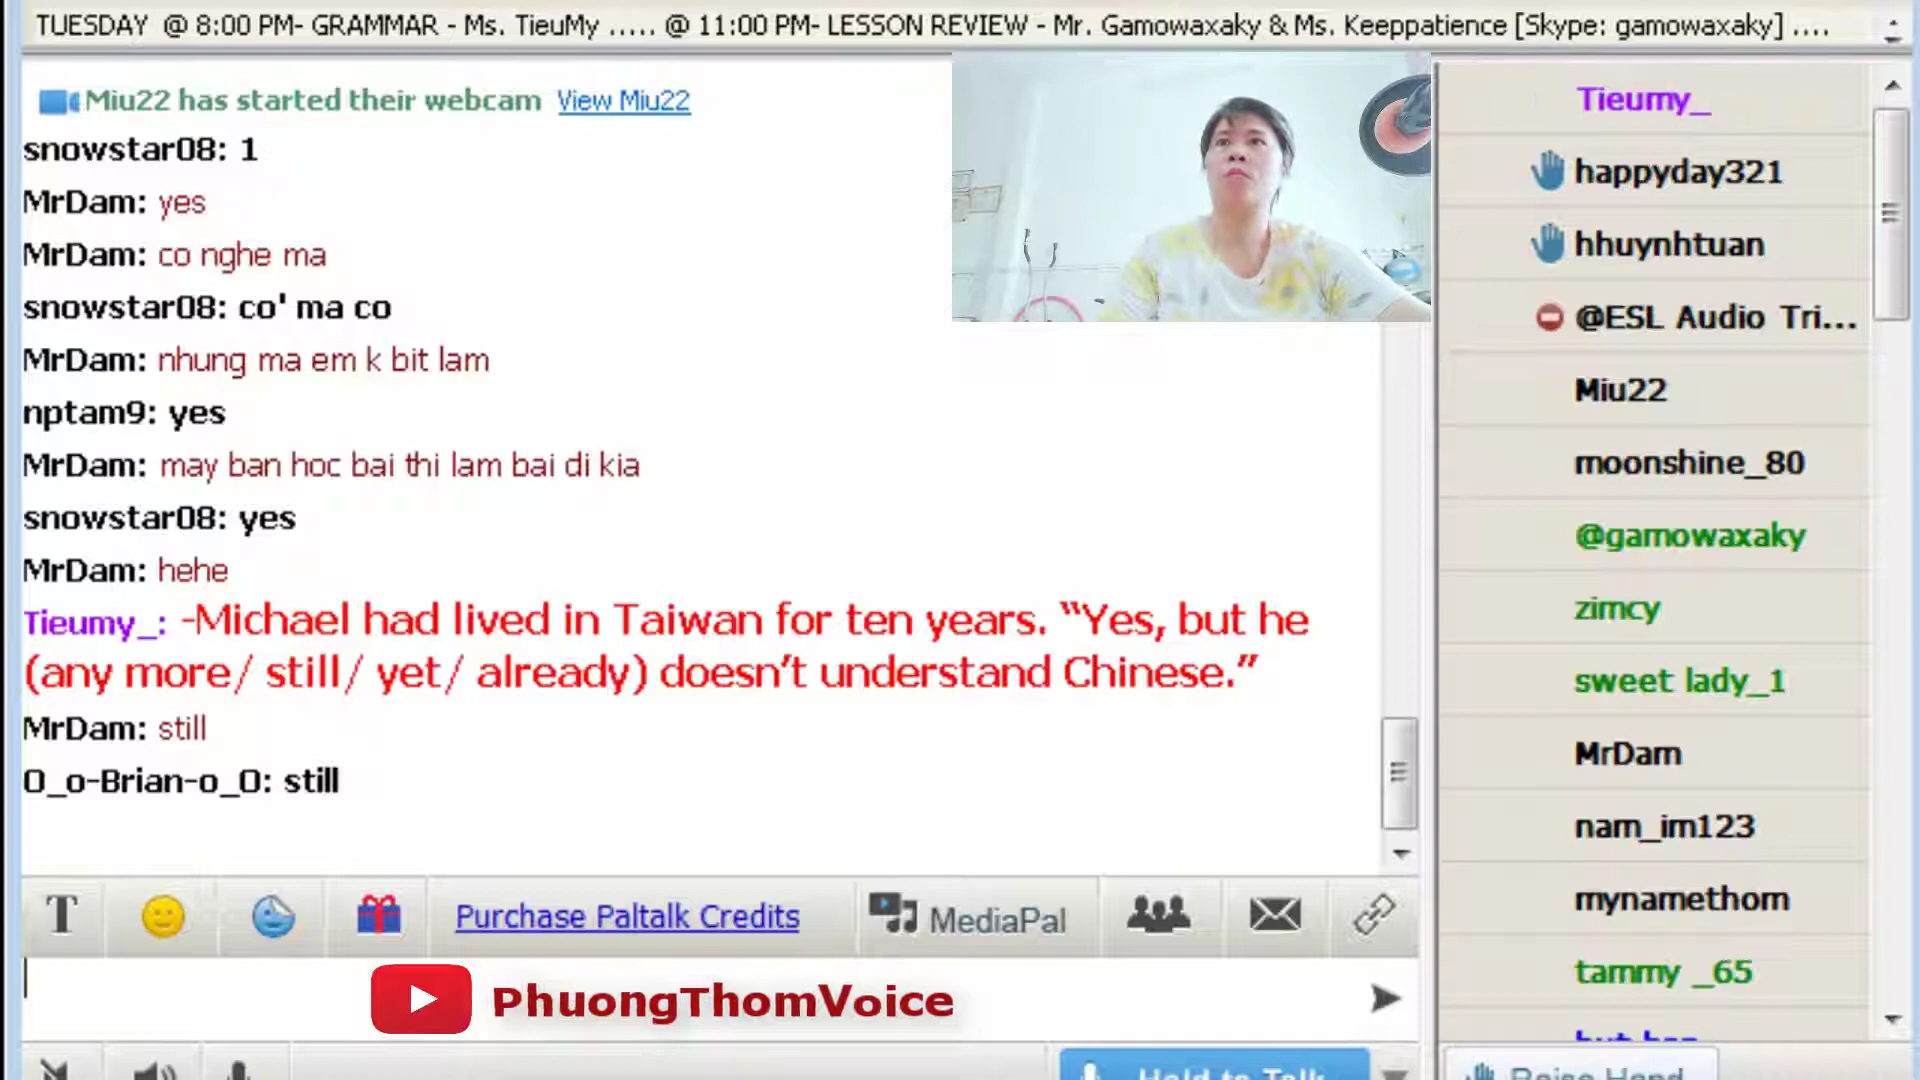 TUESDAY @ 8:00 PM- GRAMMAR - Ms. TieuMy ..... @ 11:00 PM- LESSON REVIEW - Mr. Gamowaxaky & Ms. Keeppatience [Skype: gamowaxaky] ....
Miu22 has started their webcam View Miu22
snowstar08: 1
MrDam: yes
MrDam: co nghe ma
snowstar08: co' ma co
MrDam: nhung ma em k bit lam
nptam9: yes
MrDam: may ban hoc bai thi lam bai di kia
snowstar08: yes
MrDam: hehe
Tieumy_: -Michael had lived in Taiwan for ten years. “Yes, but he
(any more/ still/ yet/ already) doesn’t understand Chinese.”
MrDam: still
O_o-Brian-o_O: still
T
Purchase Paltalk Credits
MediaPal
PhuongThomVoice
Hold to Talk
Tieumy_
happyday321
hhuynhtuan
@ESL Audio Tri...
Miu22
moonshine_80
@gamowaxaky
zimcy
sweet lady_1
MrDam
nam_im123
mynamethom
tammy _65
Raise Hand